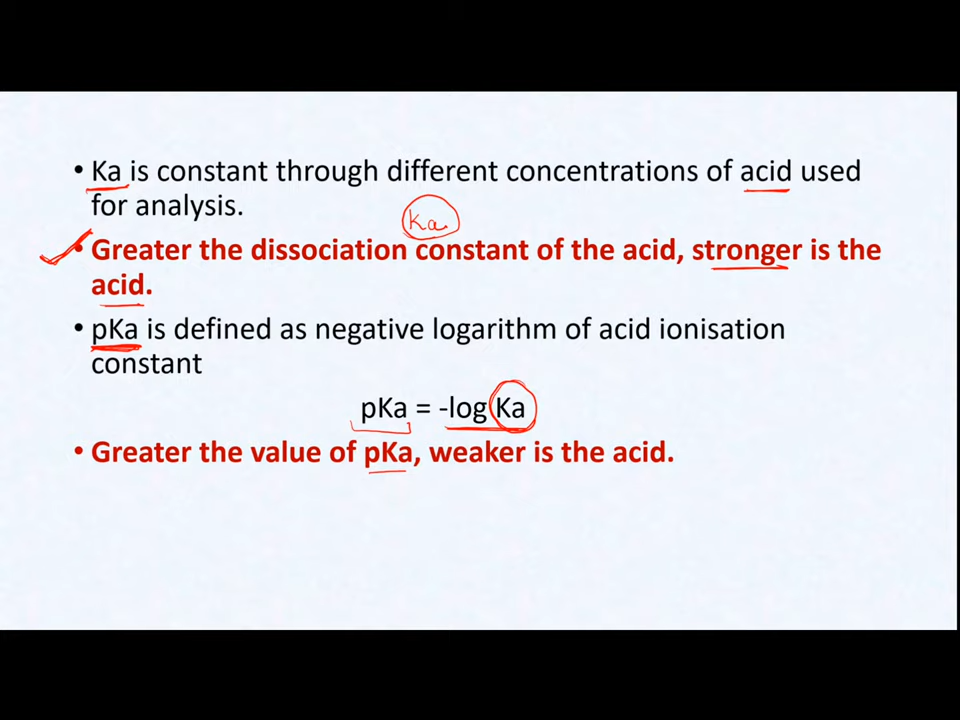 • Ka is constant through different concentrations of acid used
for analysis.
Ka
• Greater the dissociation constant of the acid, stronger is the
acid.
• pKa is defined as negative logarithm of acid ionisation
constant
pKa = -log Ka
• Greater the value of pKa, weaker is the acid.